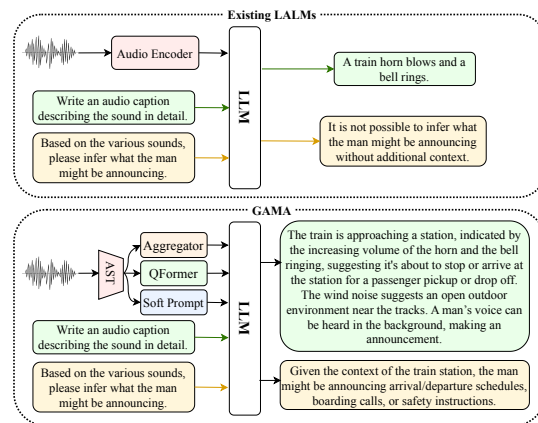 Existing LALMs
Audio Encoder
LLM
Write an audio caption
describing the sound in detail.
Based on the various sounds,
please infer what the man
might be announcing.
A train horn blows and a
bell rings.
It is not possible to infer what
the man might be announcing
without additional context.
GAMA
AST
Aggregator
QFormer
Soft Prompt
LLM
Write an audio caption
describing the sound in detail.
Based on the various sounds,
please infer what the man
might be announcing.
The train is approaching a station, indicated by
the increasing volume of the horn and the bell
ringing, suggesting it's about to stop or arrive at
the station for a passenger pickup or drop off.
The wind noise suggests an open outdoor
environment near the tracks. A man's voice can
be heard in the background, making an
announcement.
Given the context of the train station, the man
might be announcing arrival/departure schedules,
boarding calls, or safety instructions.